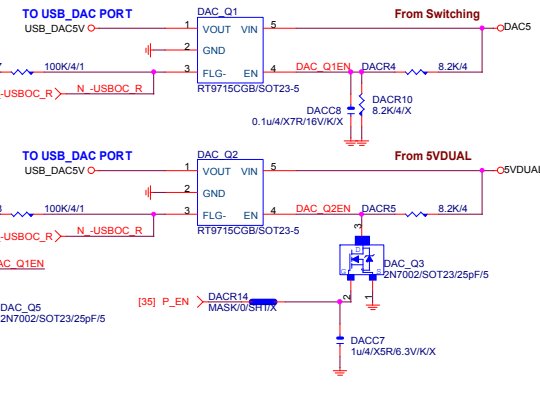 TO USB_DAC PORT
DAC_Q1
From Switching
USB_DAC5V
1
VOUT
VIN
5
DAC5
2
GND
100K/4/1
3
FLG-
EN
4
DAC_Q1EN
DACR4
8.2K/4
-USBOC_R
N_-USBOC_R
RT9715CGB/SOT23-5
DACR10
8.2K/4/X
DACC8
0.1u/4/X7R/16V/K/X
TO USB_DAC PORT
DAC_Q2
From 5VDUAL
USB_DAC5V
1
VOUT
VIN
5
5VDUAL
2
GND
100K/4/1
3
FLG-
EN
4
DAC_Q2EN
DACR5
8.2K/4
-USBOC_R
N_-USBOC_R
RT9715CGB/SOT23-5
3
D
AC_Q1EN
DAC_Q3
2N7002/SOT23/25pF/5
G
S
2
1
DAC_Q5
2N7002/SOT23/25pF/5
[35] P_EN
DACR14
MASK/0/SHT/X
DACC7
1u/4/X5R/6.3V/K/X